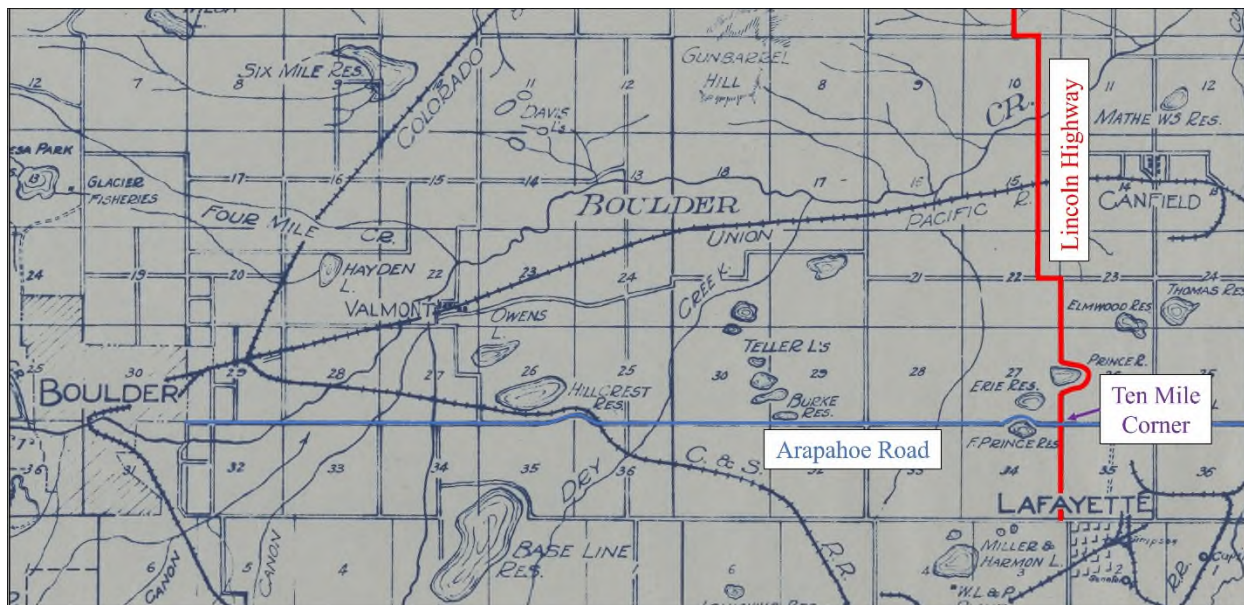 SIX MILE RES.
COLORADO
GUNBARREL
HILL
DAVIS
L's
12
7
8
9
11
12
8
9
10
11
12
CR.
MATHEWS RES.
Lincoln Highway
ESA PARK
13
GLACIER
FISHERIES
17
16
15
14
13
18
17
16
15
14
13
FOUR MILE
CR.
BOULDER
UNION
PACIFIC
R.
CANFIELD
24
19
20
HAYDEN
L.
22
23
24
21
22
23
24
VALMONT
OWENS
L.
CREEK
ELMWOOD RES.
THOMAS RES.
TELLER L's
25
30
29
28
27
26
25
30
29
28
27
PRINCE R.
ERIE RES.
BOULDER
HILLCREST
RES.
BURKE
RES.
Ten Mile
Corner
Arapahoe Road
F. PRINCE RES.
36
31
32
33
34
35
36
C. & S.
R.R.
34
35
36
DRY
LAFAYETTE
BASE LINE
RES.
CANON
CANON
6
5
4
6
4
3
2
1
MILLER &
HARMON L.
Simpson
W.L. & P.
R.R.